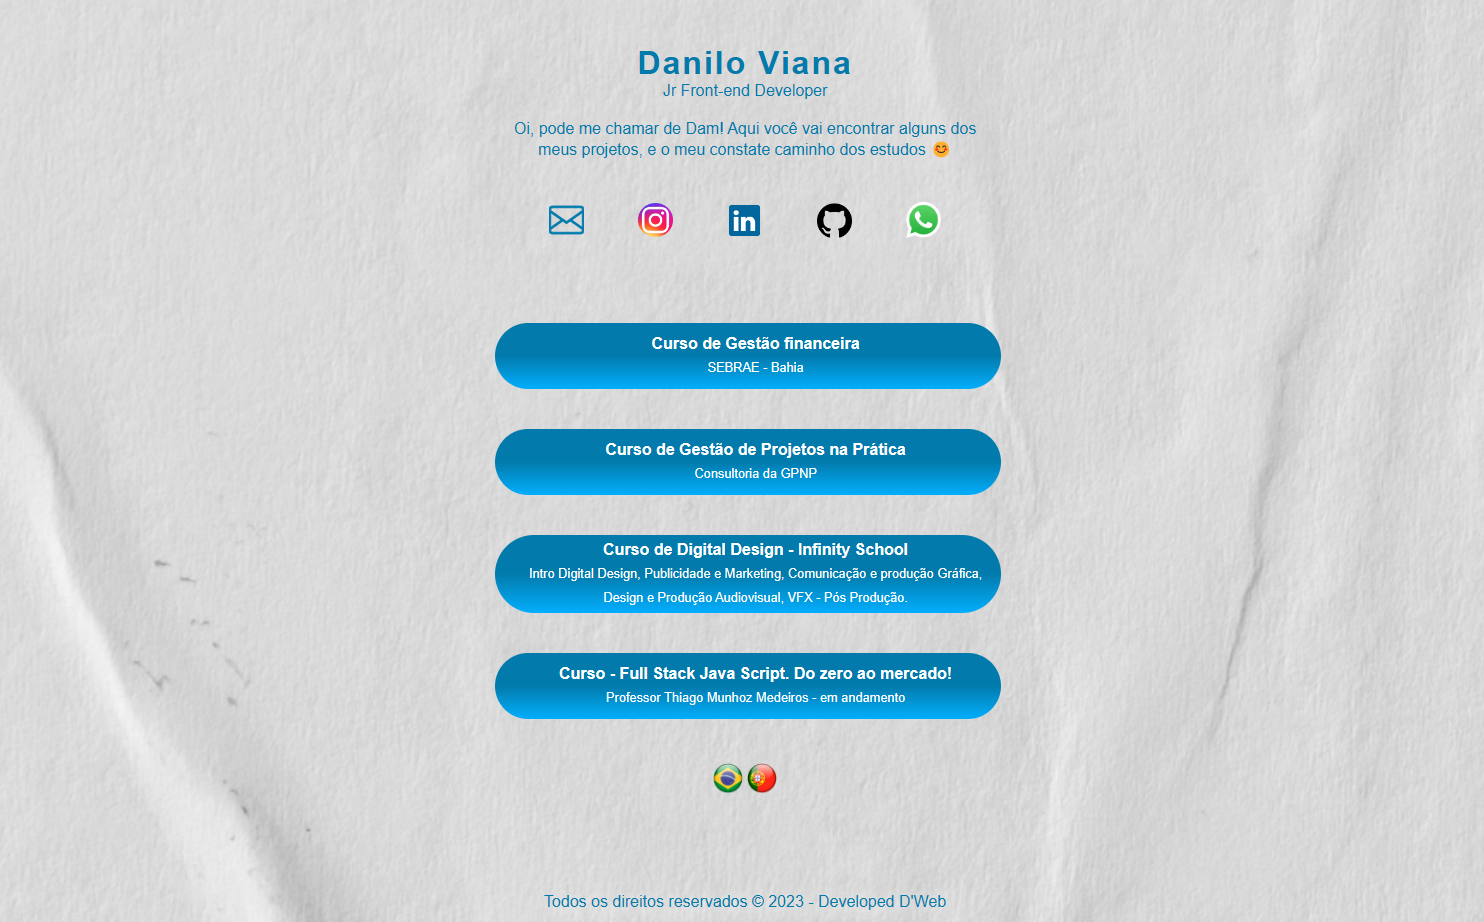 Danilo Viana
Jr Front-end Developer
Oi, pode me chamar de Dam! Aqui você vai encontrar alguns dos
meus projetos, e o meu constate caminho dos estudos 😊
in
Curso de Gestão financeira
SEBRAE - Bahia
Curso de Gestão de Projetos na Prática
Consultoria da GPNP
Curso de Digital Design - Infinity School
Intro Digital Design, Publicidade e Marketing, Comunicação e produção Gráfica,
Design e Produção Audiovisual, VFX - Pós Produção.
Curso - Full Stack Java Script. Do zero ao mercado!
Professor Thiago Munhoz Medeiros - em andamento
Todos os direitos reservados © 2023 - Developed D'Web